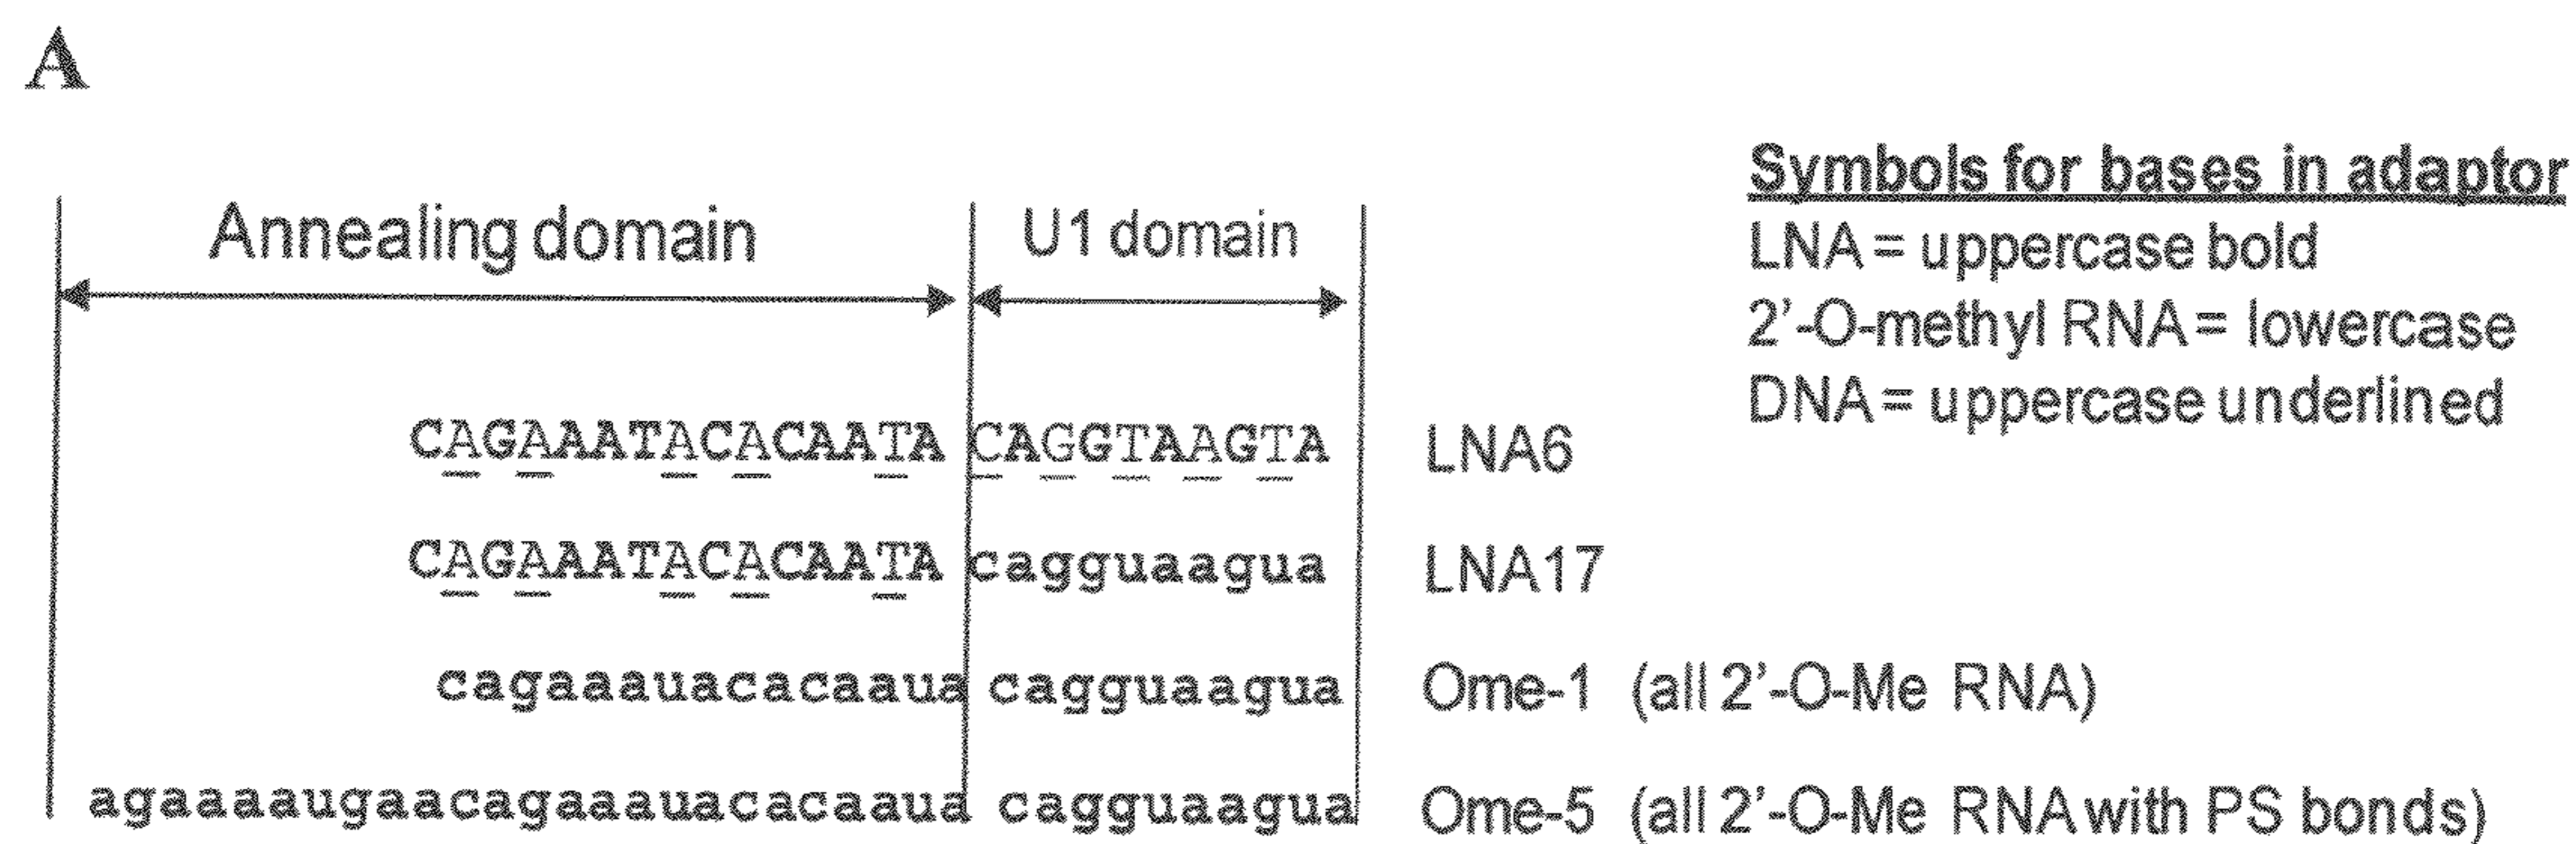 A
Symbols for bases in adaptor
Annealing domain U1 domain
LNA = uppercase bold
2'-O-methyl RNA = lowercase
DNA = uppercase underlined
CAGAAATACACAATA CAGGTAAGTA LNA6
CAGAAATACACAATA cagguaagua LNA17
cagaaauacacaaua cagguaagua Ome-1 (all 2'-O-Me RNA)
agaaaaugaacagaaauacacaaua cagguaagua Ome-5 (all 2'-O-Me RNA with PS bonds)